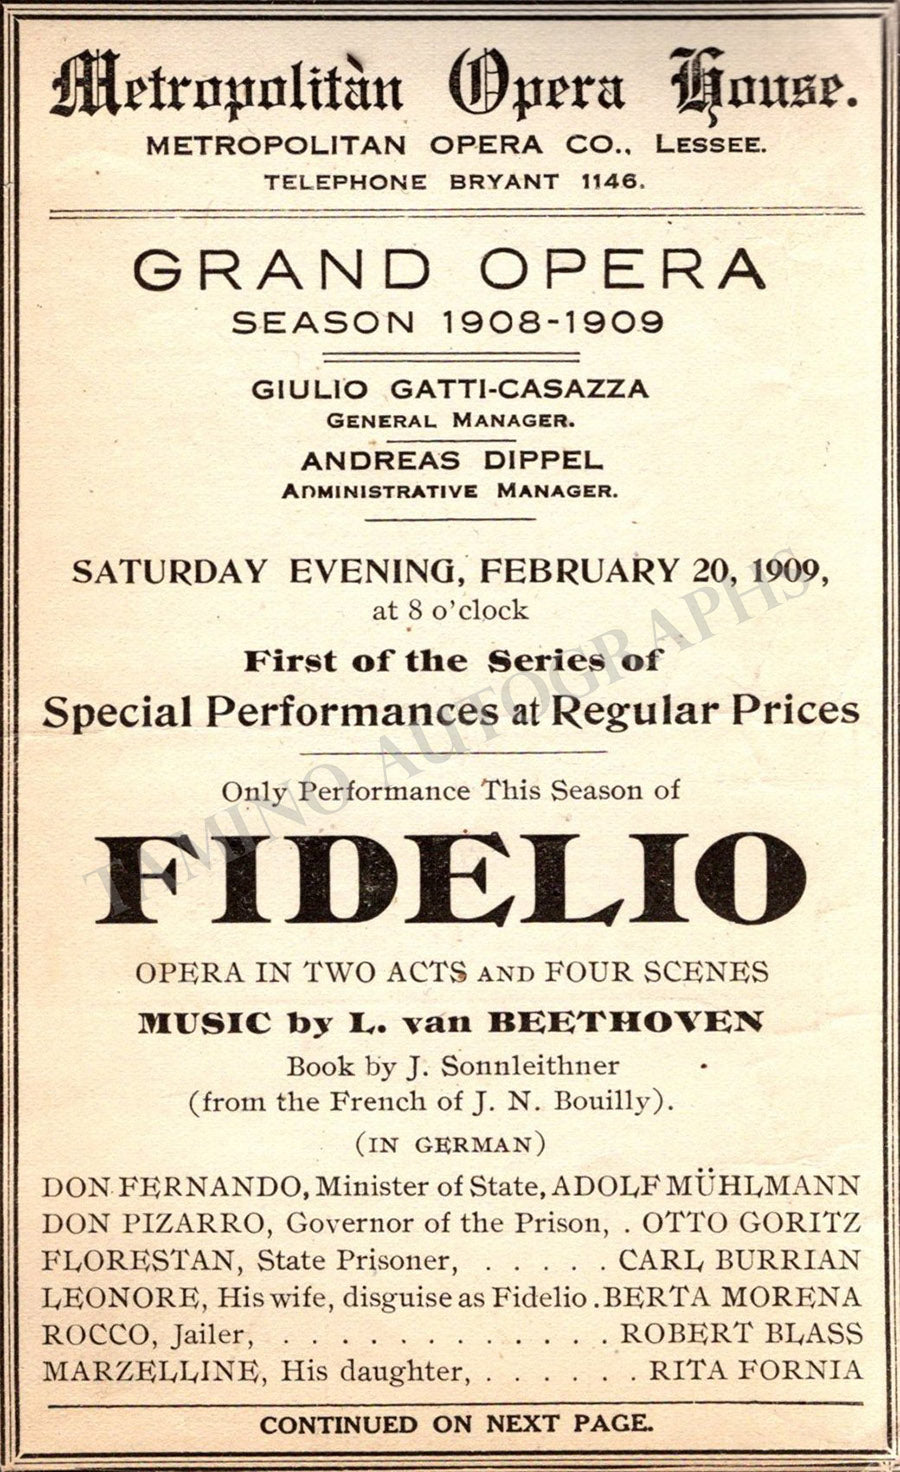 Metropolitàn Opera House.
METROPOLITAN OPERA CO., LESSEE.
TELEPHONE BRYANT 1146.
GRAND OPERA
SEASON 1908-1909
GIULIO GATTI-CASAZZA
GENERAL MANAGER.
ANDREAS DIPPEL
ADMINISTRATIVE MANAGER.
SATURDAY EVENING, FEBRUARY 20, 1909,
at 8 o'clock
First of the Series of
Special Performances at Regular Prices
Only Performance This Season of
FIDELIO
OPERA IN TWO ACTS AND FOUR SCENES
MUSIC by L. van BEETHOVEN
Book by J. Sonnleithner
(from the French of J. N. Bouilly).
(IN GERMAN)
DON FERNANDO, Minister of State, ADOLF MÜHLMANN
DON PIZARRO, Governor of the Prison, . OTTO GORITZ
FLORESTAN, State Prisoner, . . . . . CARL BURRIAN
LEONORE, His wife, disguise as Fidelio . BERTA MORENA
ROCCO, Jailer, . . . . . . . . . . . . ROBERT BLASS
MARZELLINE, His daughter, . . . . . . RITA FORNIA
CONTINUED ON NEXT PAGE.
TAMINO AUTOGRAPHS